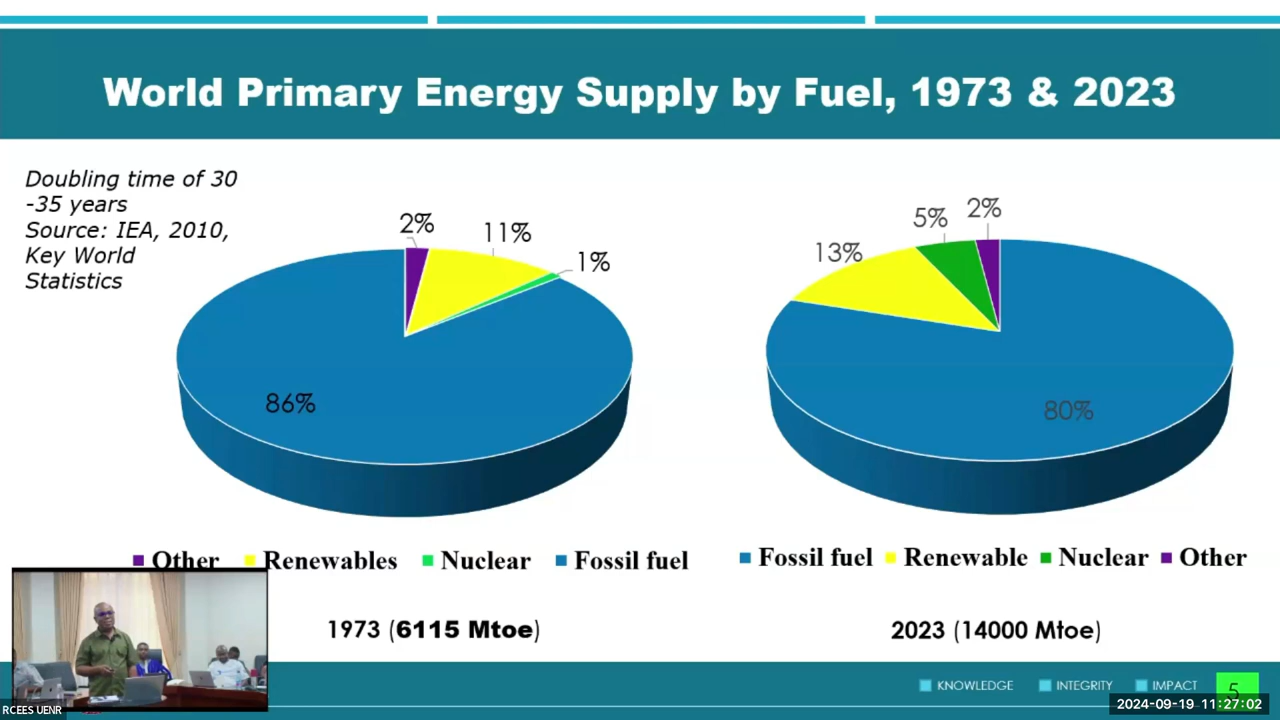 World Primary Energy Supply by Fuel, 1973 & 2023
Doubling time of 30
-35 years
Source: IEA, 2010,
Key World
Statistics
2%
11%
1%
86%
Other Renewables Nuclear Fossil fuel
1973 (6115 Mtoe)
5%
2%
13%
80%
Fossil fuel Renewable Nuclear Other
2023 (14000 Mtoe)
KNOWLEDGE INTEGRITY IMPACT
5
RCEES UENR
2024-09-19 11:27:02